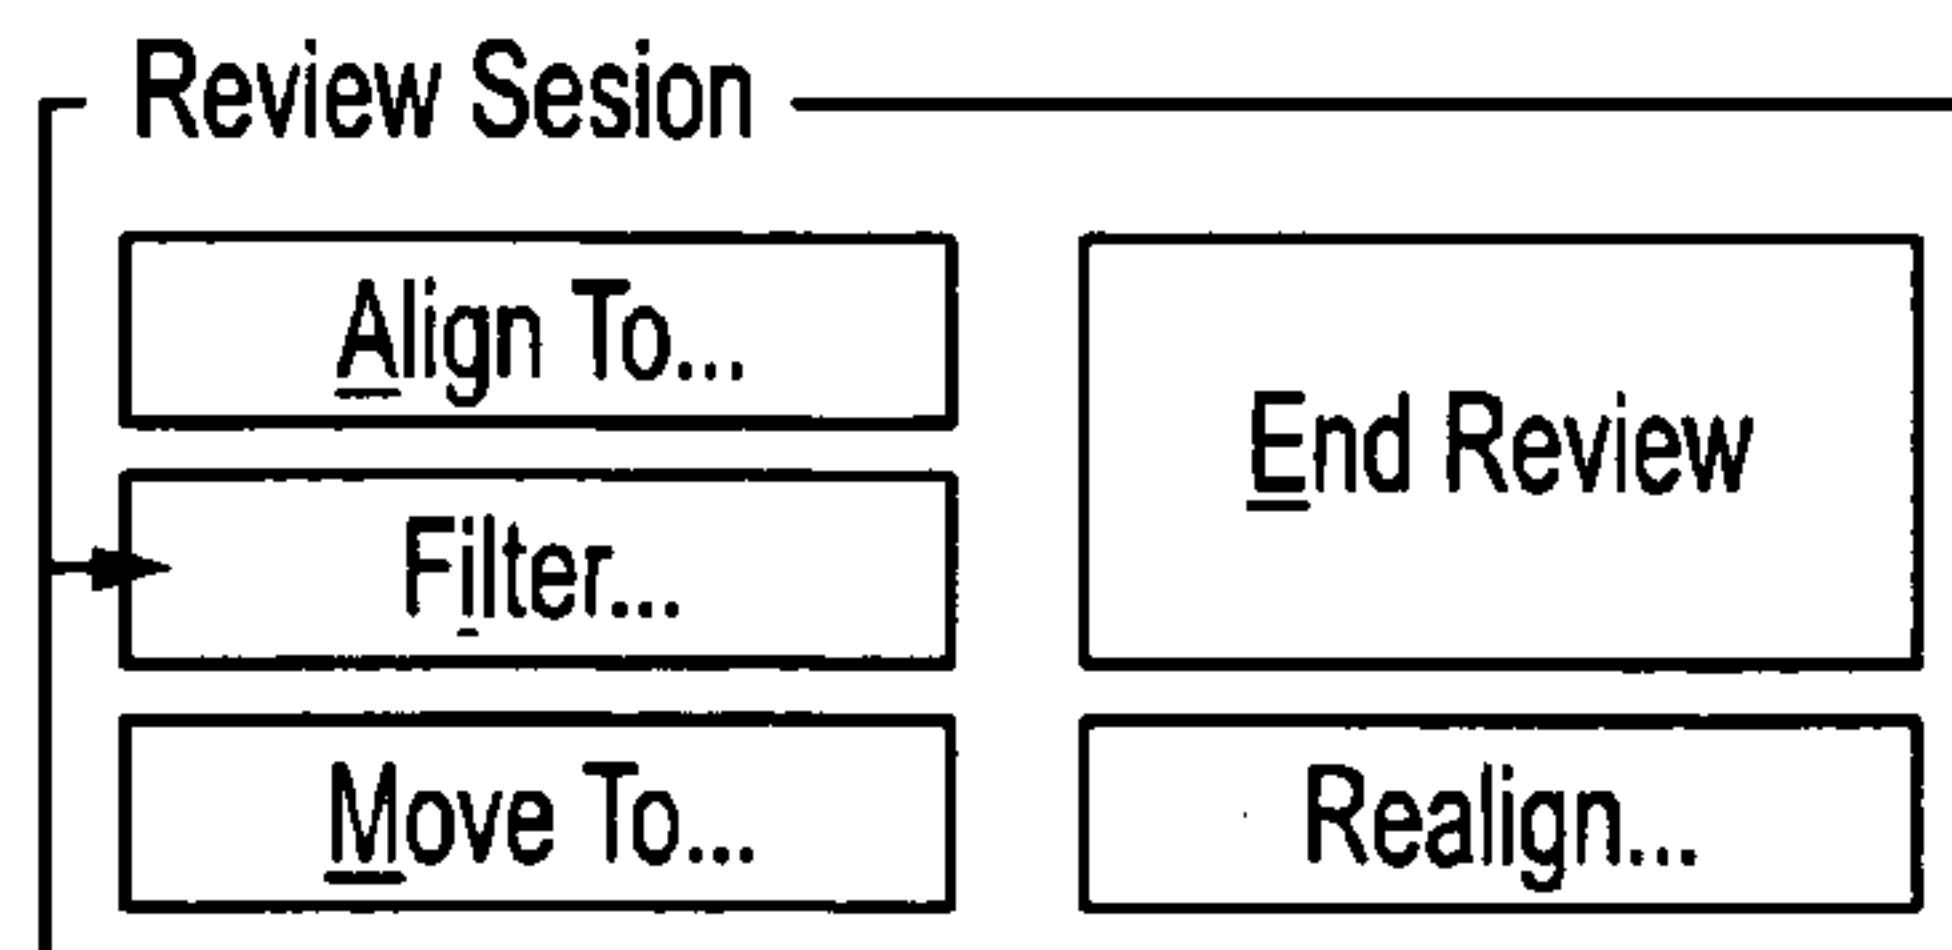 Review Sesion
Align To...
End Review
Filter...
Move To...
Realign...